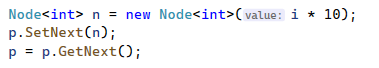 Node<int> n = new Node<int>(value: i * 10);
p.SetNext(n);
p = p.GetNext();